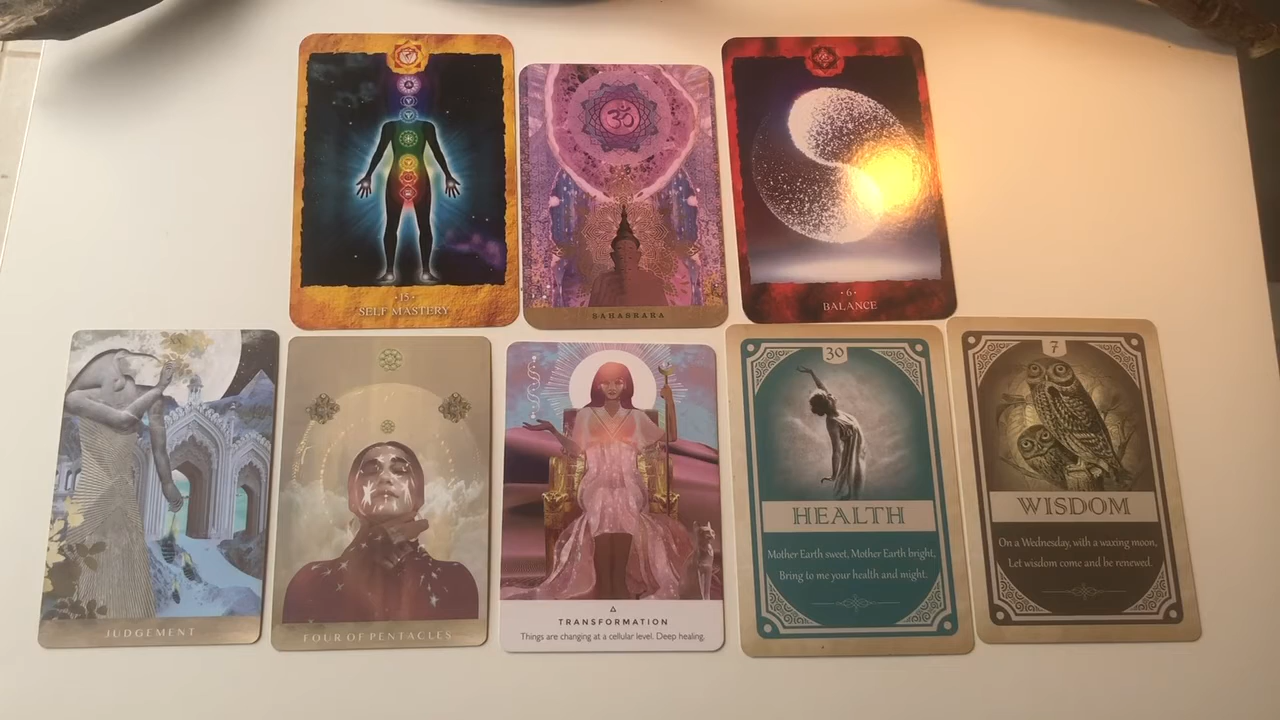 · 15 ·
SELF MASTERY
ॐ
SAHASRARA
· 6 ·
BALANCE
XX
JUDGEMENT
FOUR OF PENTACLES
TRANSFORMATION
Things are changing at a cellular level. Deep healing.
30
HEALTH
Mother Earth sweet, Mother Earth bright,
Bring to me your health and might.
7
WISDOM
On a Wednesday, with a waxing moon,
Let wisdom come and be renewed.